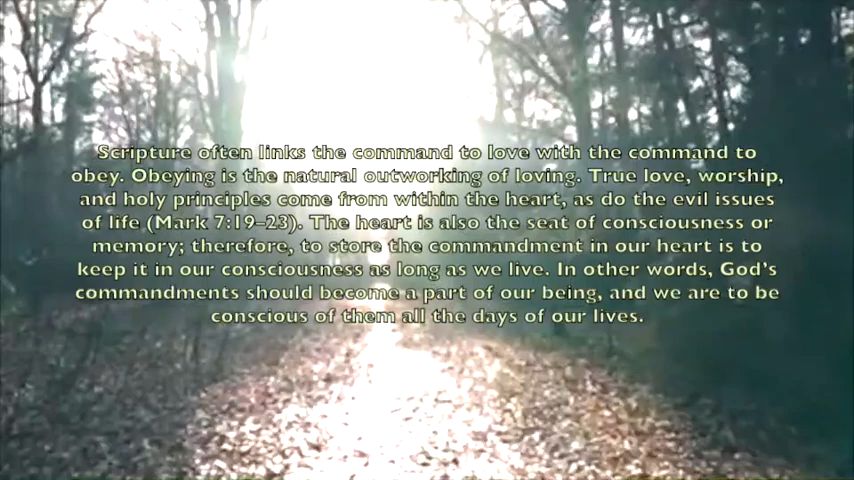 Scripture often links the command to love with the command to
obey. Obeying is the natural outworking of loving. True love, worship,
and holy principles come from within the heart, as do the evil issues
of life (Mark 7:19–23). The heart is also the seat of consciousness or
memory; therefore, to store the commandment in our heart is to
keep it in our consciousness as long as we live. In other words, God's
commandments should become a part of our being, and we are to be
conscious of them all the days of our lives.